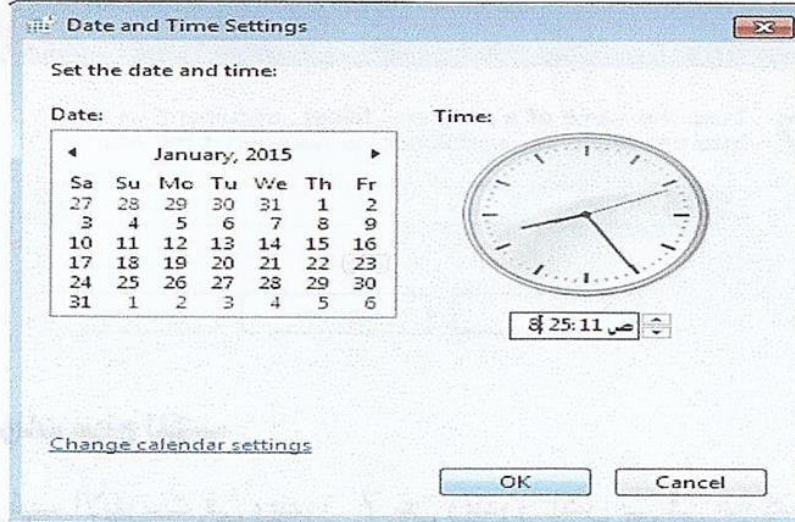 Date and Time Settings
Set the date and time:
Date:
Time:
January, 2015
Sa Su Mo Tu We Th Fr
27 28 29 30 31 1 2
3 4 5 6 7 8 9
10 11 12 13 14 15 16
17 18 19 20 21 22 23
24 25 26 27 28 29 30
31 1 2 3 4 5 6
8:25:11 ص
Change calendar settings
OK
Cancel